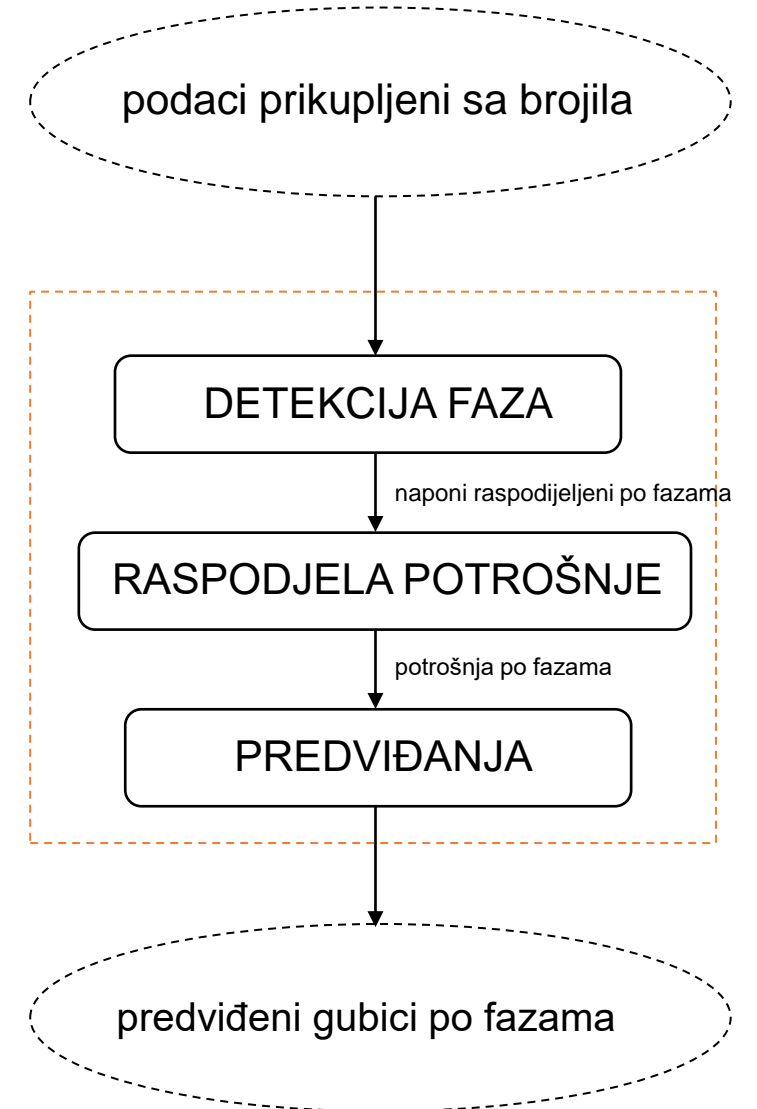 podaci prikupljeni sa brojila
DETEKCIJA FAZA
naponi raspodijeljeni po fazama
RASPODJELA POTROŠNJE
potrošnja po fazama
PREDVIĐANJA
predviđeni gubici po fazama